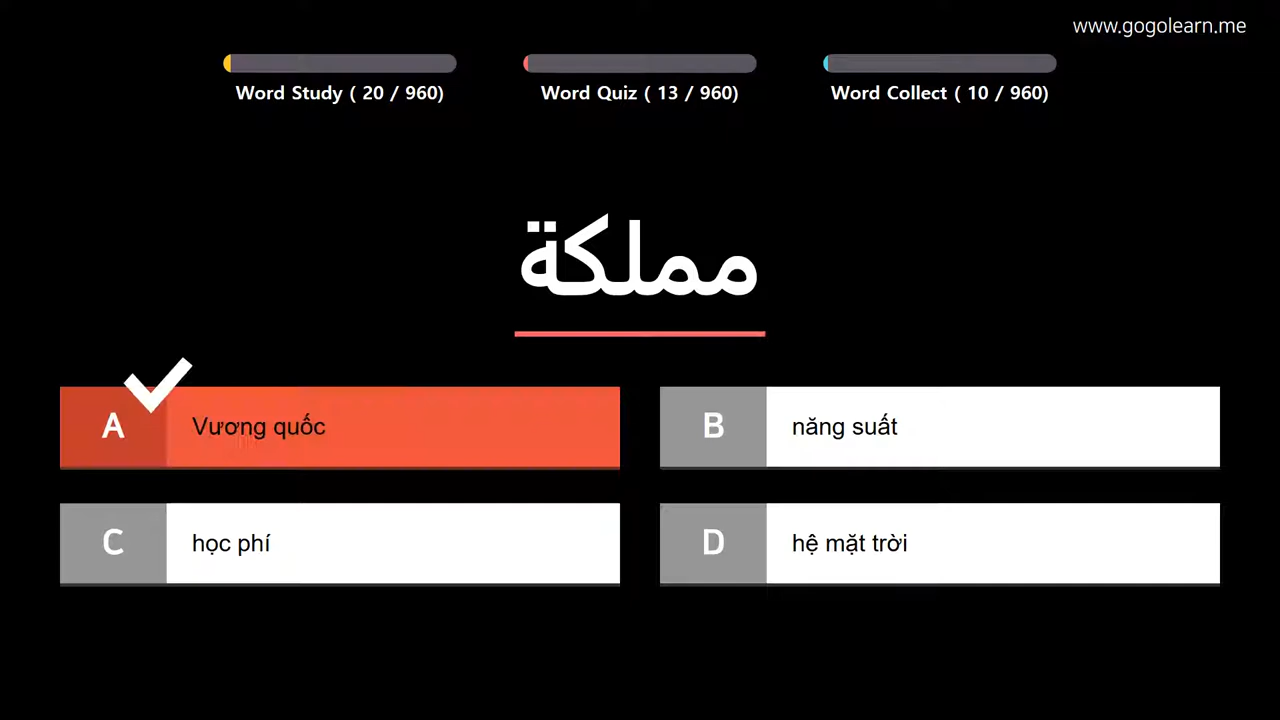 www.gogolearn.me
Word Study ( 20 / 960)
Word Quiz ( 13 / 960)
Word Collect ( 10 / 960)
مملكة
A Vương quốc
B năng suất
C học phí
D hệ mặt trời